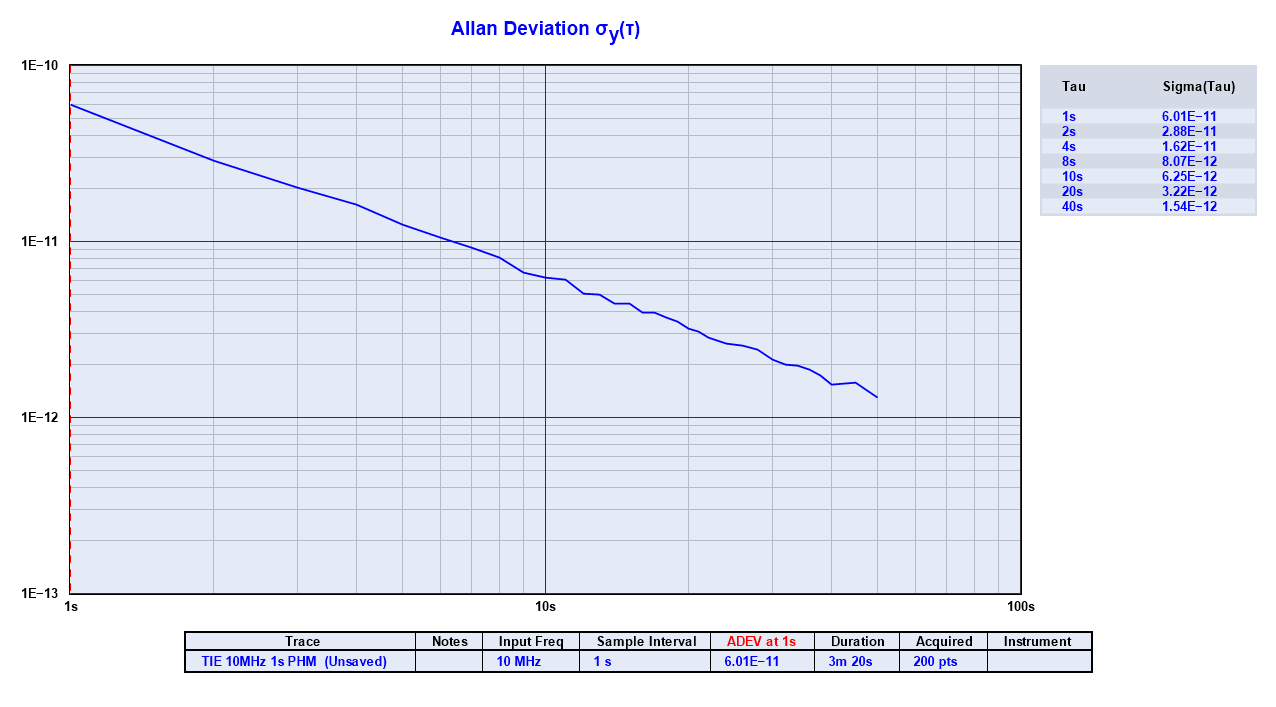 Allan Deviation σy(τ)
1E−10
1E−11
1E−12
1E−13
1s 10s 100s
Tau Sigma(Tau)
1s 6.01E−11
2s 2.88E−11
4s 1.62E−11
8s 8.07E−12
10s 6.25E−12
20s 3.22E−12
40s 1.54E−12
Trace Notes Input Freq Sample Interval ADEV at 1s Duration Acquired Instrument
TIE 10MHz 1s PHM (Unsaved) 10 MHz 1 s 6.01E−11 3m 20s 200 pts